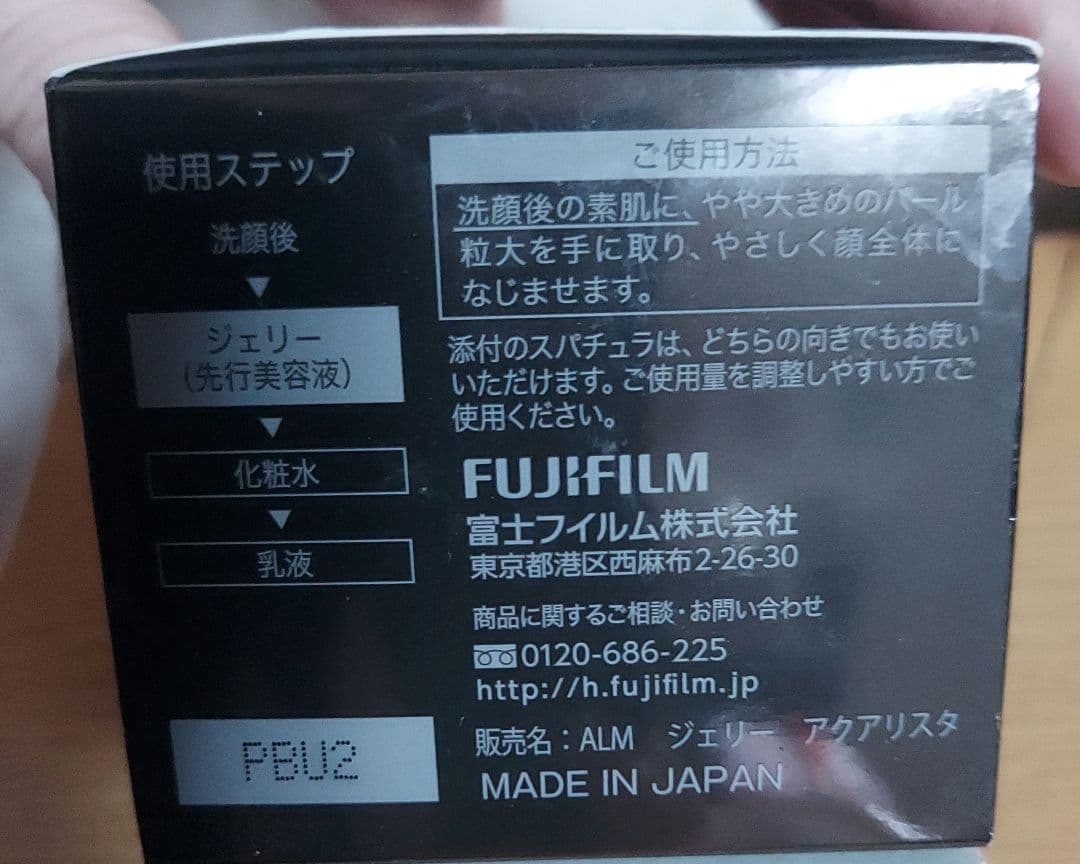 使用ステップ
洗顔後
▼
ジェリー
(先行美容液)
▼
化粧水
▼
乳液
PBU2
ご使用方法
洗顔後の素肌に、やや大きめのパール
粒大を手に取り、やさしく顔全体に
なじませます。
添付のスパチュラは、どちらの向きでもお使い
いただけます。ご使用量を調整しやすい方でご
使用ください。
FUJIFILM
富士フイルム株式会社
東京都港区西麻布2-26-30
商品に関するご相談・お問い合わせ
0120-686-225
http://h.fujifilm.jp
販売名：ALM ジェリー アクアリスタ
MADE IN JAPAN